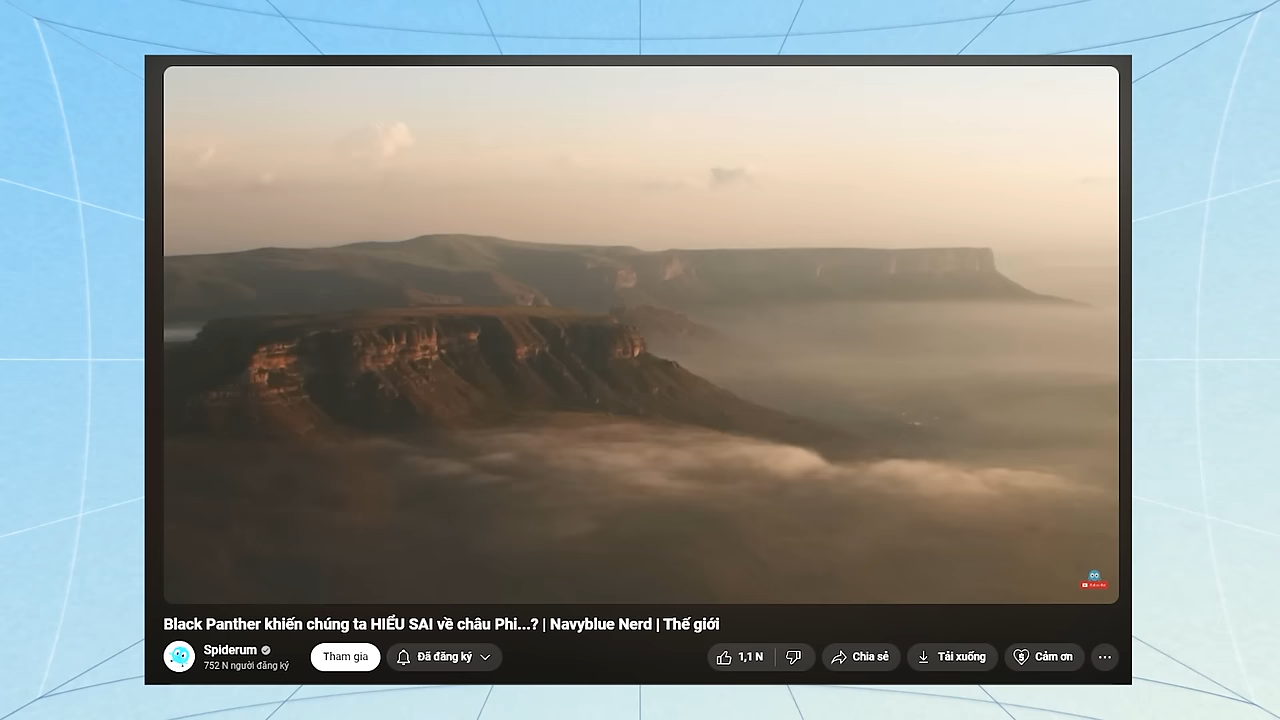 Black Panther khiến chúng ta HIỂU SAI về châu Phi...? | Navyblue Nerd | Thế giới
Spiderum
752 N người đăng ký
Tham gia
Đã đăng ký
1,1 N
Chia sẻ
Tải xuống
Cảm ơn